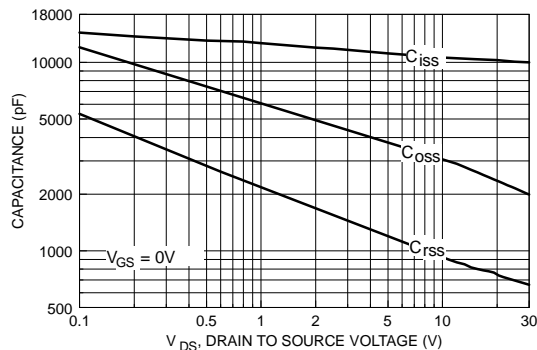 18000
10000
5000
2000
1000
500
CAPACITANCE (pF)
Ciss
Coss
Crss
VGS = 0V
0.1 0.5 1 2 5 10 30
V DS, DRAIN TO SOURCE VOLTAGE (V)